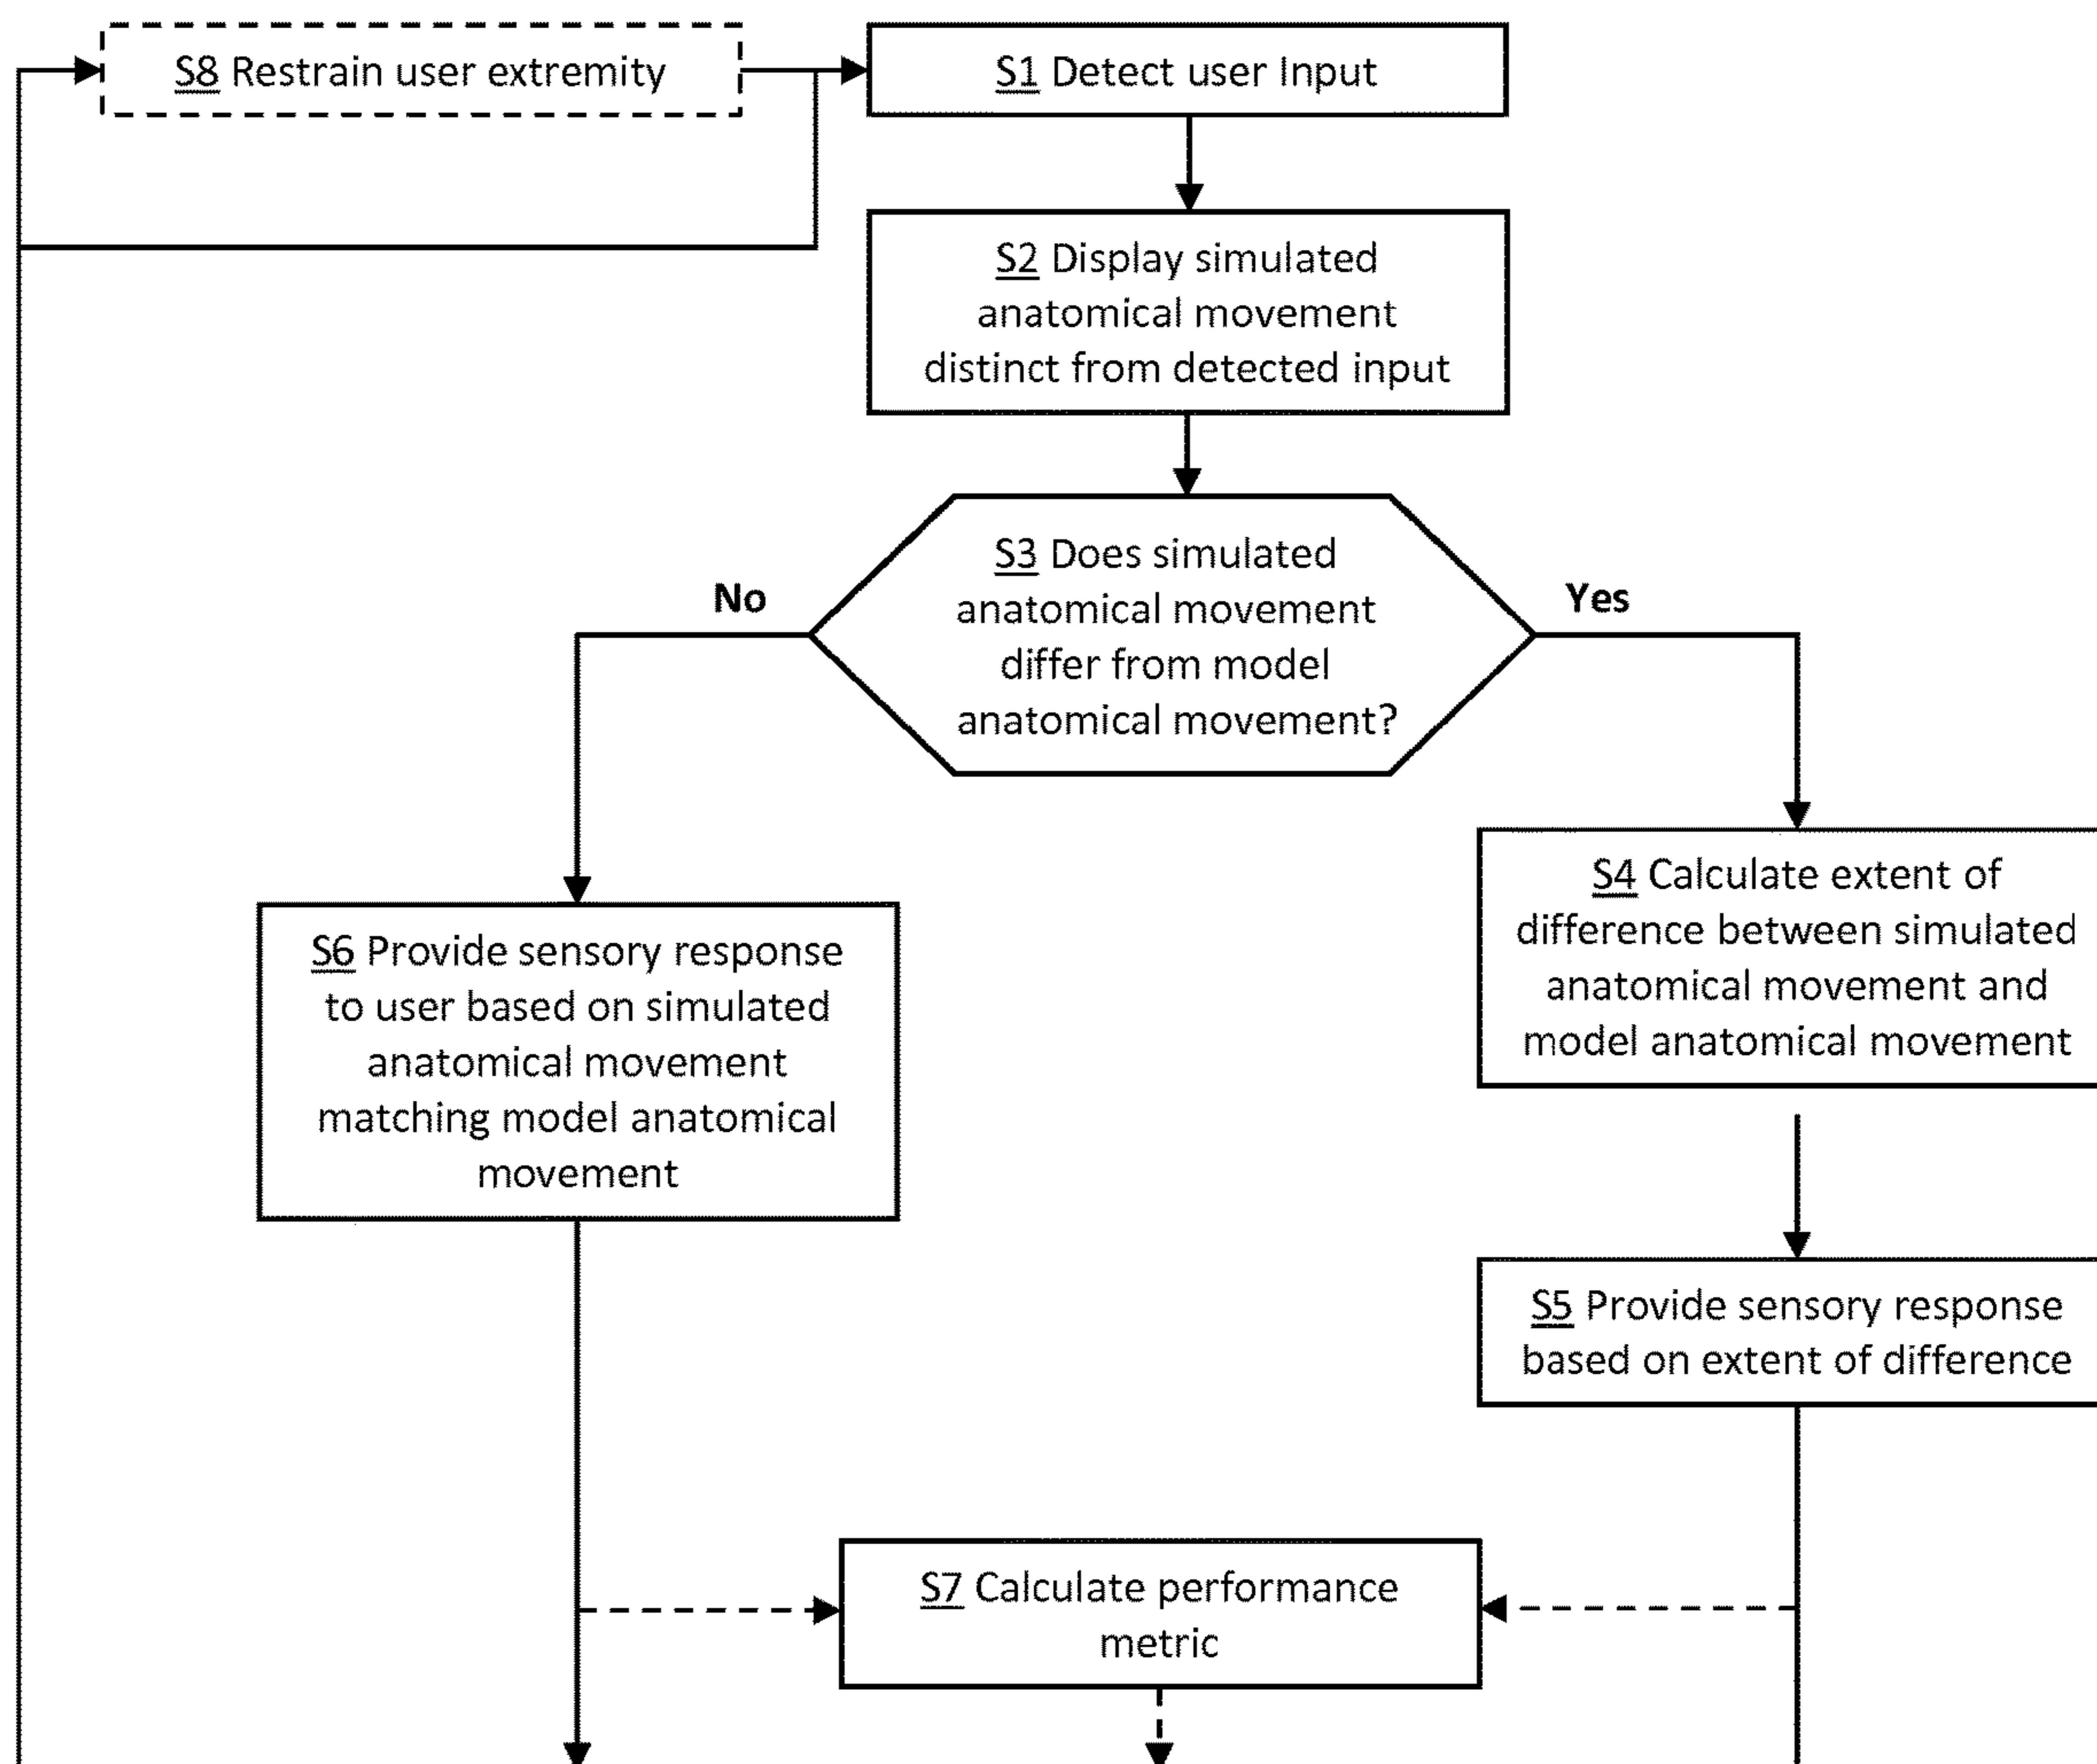 S8 Restrain user extremity
S1 Detect user Input
S2 Display simulated
anatomical movement
distinct from detected input
S3 Does simulated
anatomical movement
differ from model
anatomical movement?
No
Yes
S4 Calculate extent of
difference between simulated
anatomical movement and
model anatomical movement
S6 Provide sensory response
to user based on simulated
anatomical movement
matching model anatomical
movement
S5 Provide sensory response
based on extent of difference
S7 Calculate performance
metric